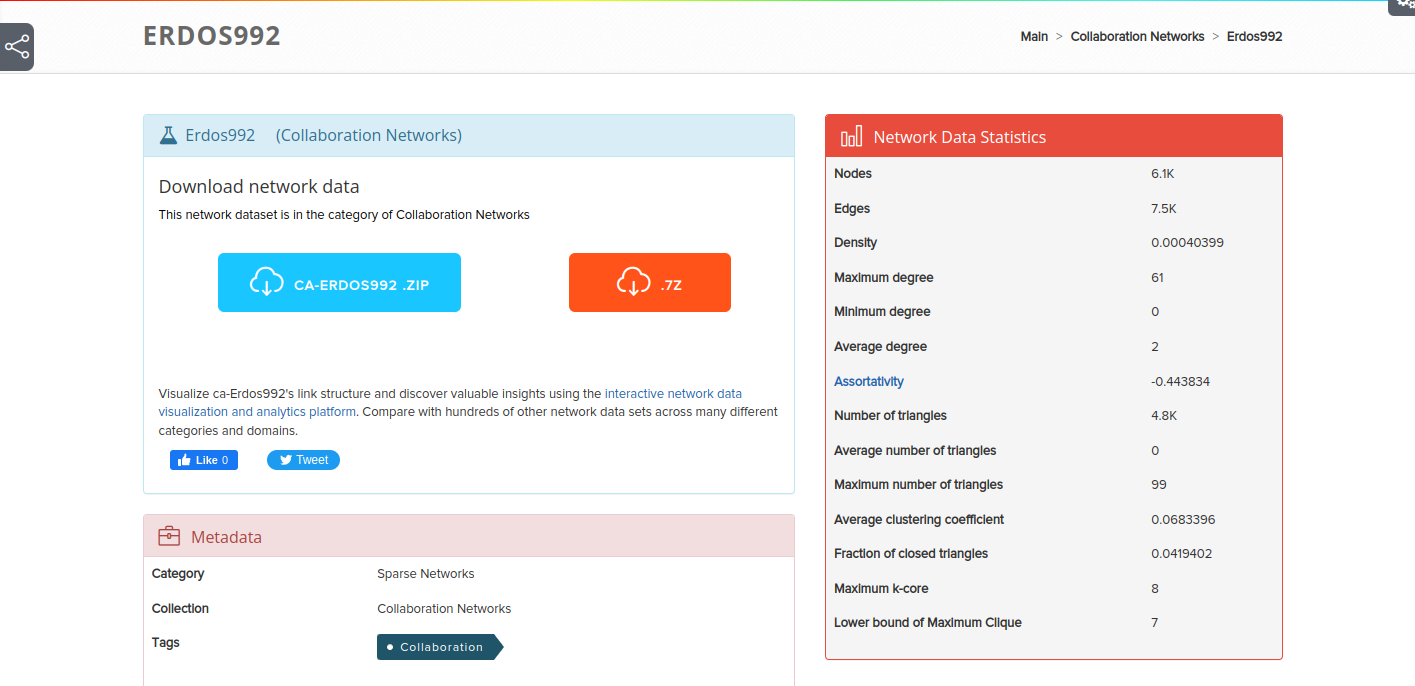 ERDOS992
Main > Collaboration Networks > Erdos992
Erdos992 (Collaboration Networks)
Download network data
This network dataset is in the category of Collaboration Networks
CA-ERDOS992 .ZIP
.7Z
Visualize ca-Erdos992's link structure and discover valuable insights using the interactive network data
visualization and analytics platform. Compare with hundreds of other network data sets across many different
categories and domains.
Like 0
Tweet
Metadata
Category Sparse Networks
Collection Collaboration Networks
Tags Collaboration
Network Data Statistics
Nodes 6.1K
Edges 7.5K
Density 0.00040399
Maximum degree 61
Minimum degree 0
Average degree 2
Assortativity -0.443834
Number of triangles 4.8K
Average number of triangles 0
Maximum number of triangles 99
Average clustering coefficient 0.0683396
Fraction of closed triangles 0.0419402
Maximum k-core 8
Lower bound of Maximum Clique 7